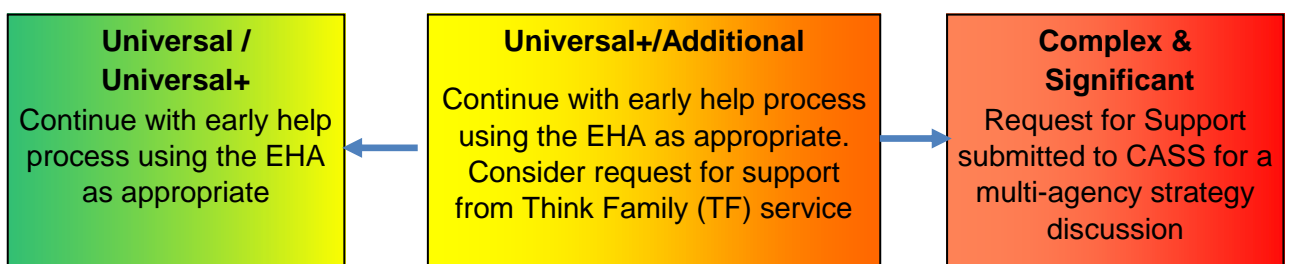 Universal /
Universal+
Continue with early help
process using the EHA
as appropriate
Universal+/Additional
Continue with early help process
using the EHA as appropriate.
Consider request for support
from Think Family (TF) service
Complex &
Significant
Request for Support
submitted to CASS for a
multi-agency strategy
discussion